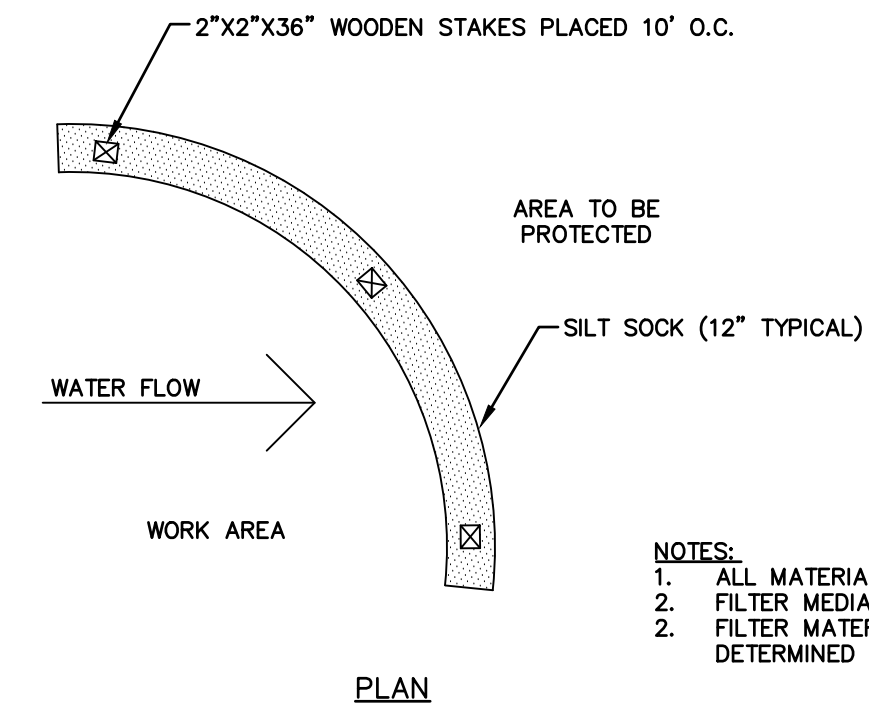 2"X2"X36" WOODEN STAKES PLACED 10' O.C.
AREA TO BE
PROTECTED
SILT SOCK (12" TYPICAL)
WATER FLOW
WORK AREA
NOTES:
1. ALL
2. FILTER MEDIA
2. FILTER
DETERMINED
PLAN